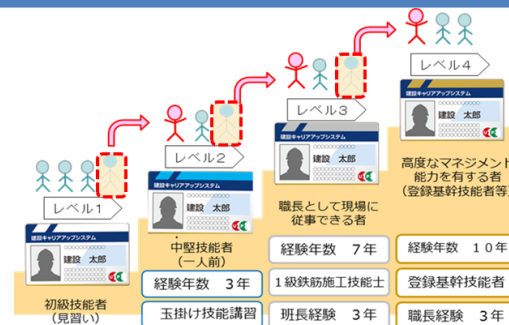 レベル4
建設キャリアアップシステム
建設 太郎
高度なマネジメント
能力を有する者
(登録基幹技能者等)
経験年数 10年
登録基幹技能者
職長経験 3年
レベル3
建設キャリアアップシステム
建設 太郎
職長として現場に
従事できる者
経験年数 7年
1級鉄筋施工技能士
班長経験 3年
レベル2
建設キャリアアップシステム
建設 太郎
中堅技能者
(一人前)
経験年数 3年
玉掛け技能講習
レベル1
建設キャリアアップシステム
建設 太郎
初級技能者
(見習い)